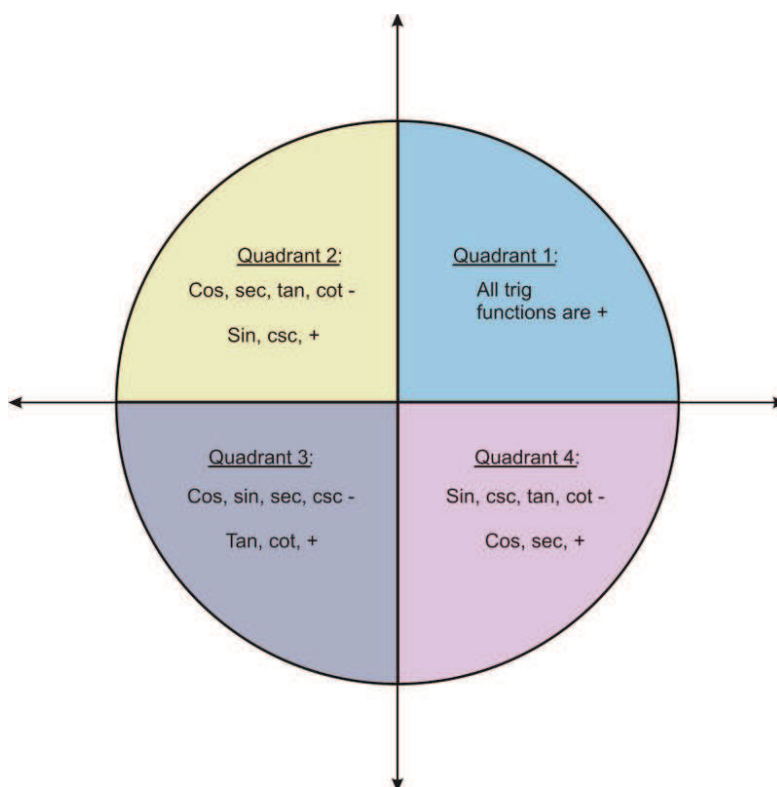 Quadrant 2:
Cos, sec, tan, cot -
Sin, csc, +
Quadrant 1:
All trig
functions are +
Quadrant 3:
Cos, sin, sec, csc -
Tan, cot, +
Quadrant 4:
Sin, csc, tan, cot -
Cos, sec, +